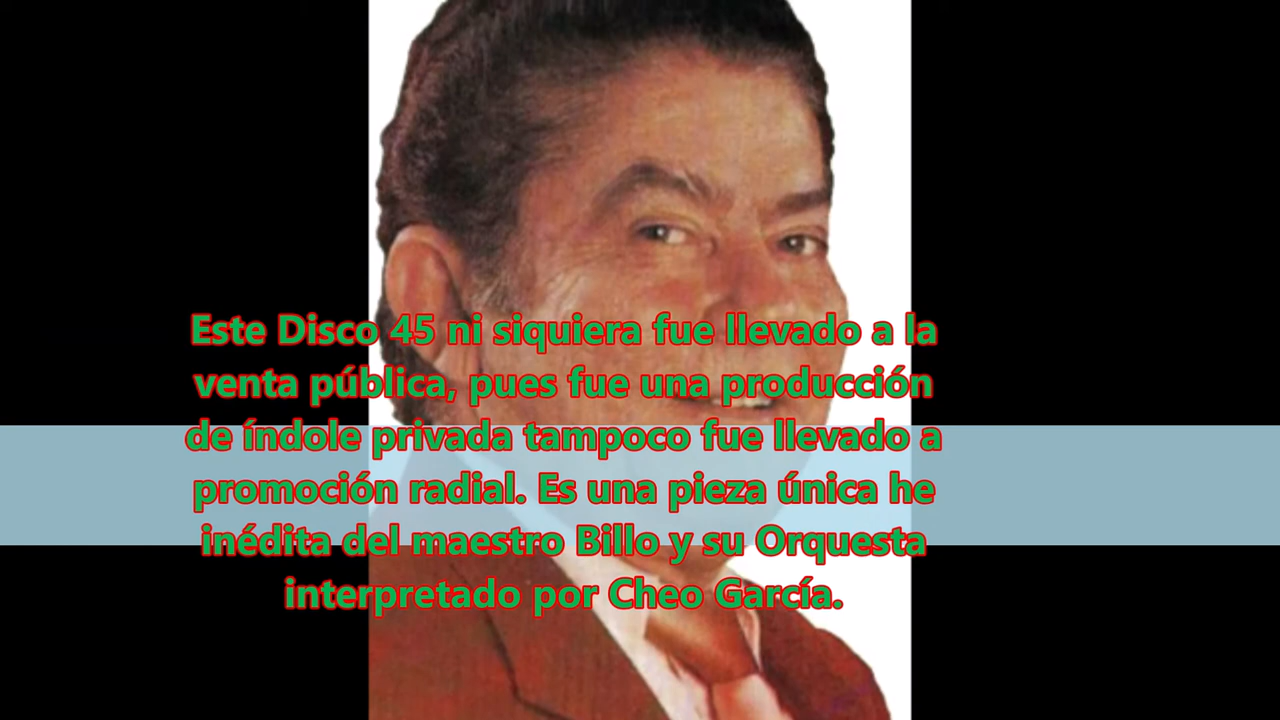 Este Disco 45 ni siquiera fue llevado a la
venta pública, pues fue una producción
de índole privada tampoco fue llevado a
promoción radial. Es una pieza única he
inédita del maestro Billo y su Orquesta
interpretado por Cheo García.